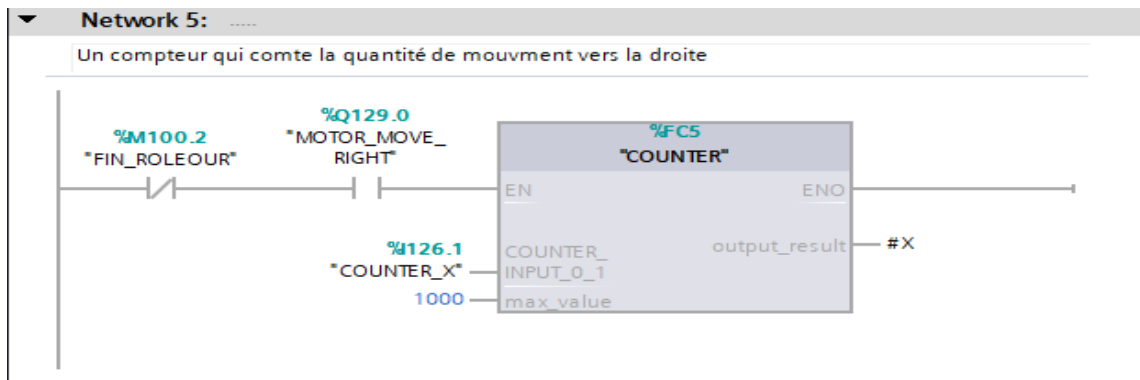 Network 5: .....
Un compteur qui comte la quantité de mouvment vers la droite
%M100.2
"FIN_ROLEOUR"
%Q129.0
"MOTOR_MOVE_
RIGHT"
%FC5
"COUNTER"
EN
ENO
%I126.1
"COUNTER_X"
COUNTER_
INPUT_0_1
output_result
#X
1000
max_value